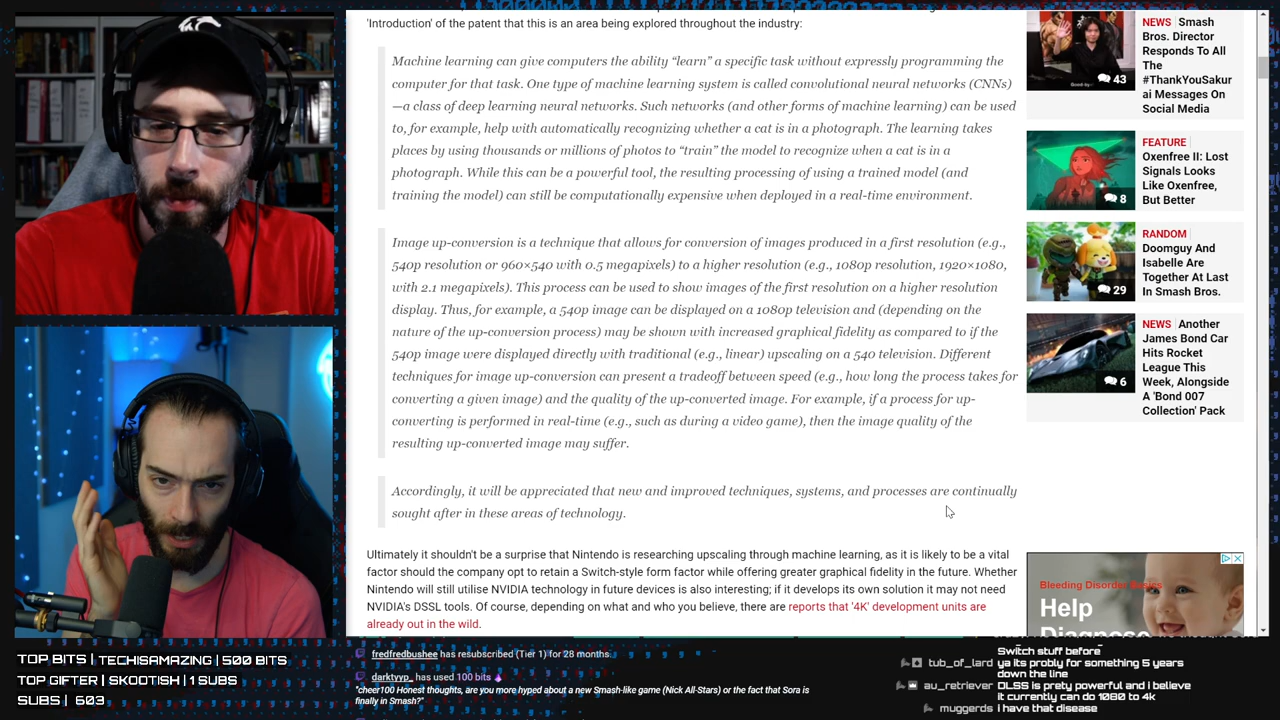 'Introduction' of the patent that this is an area being explored throughout the industry:
Machine learning can give computers the ability “learn” a specific task without expressly programming the
computer for that task. One type of machine learning system is called convolutional neural networks (CNNs)
—a class of deep learning neural networks. Such networks (and other forms of machine learning) can be used
to, for example, help with automatically recognizing whether a cat is in a photograph. The learning takes
places by using thousands or millions of photos to “train” the model to recognize when a cat is in a
photograph. While this can be a powerful tool, the resulting processing of using a trained model (and
training the model) can still be computationally expensive when deployed in a real-time environment.
Image up-conversion is a technique that allows for conversion of images produced in a first resolution (e.g.,
540p resolution or 960×540 with 0.5 megapixels) to a higher resolution (e.g., 1080p resolution, 1920×1080,
with 2.1 megapixels). This process can be used to show images of the first resolution on a higher resolution
display. Thus, for example, a 540p image can be displayed on a 1080p television and (depending on the
nature of the up-conversion process) may be shown with increased graphical fidelity as compared to if the
540p image were displayed directly with traditional (e.g., linear) upscaling on a 540 television. Different
techniques for image up-conversion can present a tradeoff between speed (e.g., how long the process takes for
converting a given image) and the quality of the up-converted image. For example, if a process for up-
converting is performed in real-time (e.g., such as during a video game), then the image quality of the
resulting up-converted image may suffer.
Accordingly, it will be appreciated that new and improved techniques, systems, and processes are continually
sought after in these areas of technology.
Ultimately it shouldn't be a surprise that Nintendo is researching upscaling through machine learning, as it is likely to be a vital
factor should the company opt to retain a Switch-style form factor while offering greater graphical fidelity in the future. Whether
Nintendo will still utilise NVIDIA technology in future devices is also interesting; if it develops its own solution it may not need
NVIDIA's DSSL tools. Of course, depending on what and who you believe, there are reports that '4K' development units are
already out in the wild.
NEWS Smash
Bros. Director
Responds To All
The
#ThankYouSakur
ai Messages On
Social Media
43
FEATURE
Oxenfree II: Lost
Signals Looks
Like Oxenfree,
But Better
8
RANDOM
Doomguy And
Isabelle Are
Together At Last
In Smash Bros.
29
NEWS Another
James Bond Car
Hits Rocket
League This
Week, Alongside
A 'Bond 007
Collection' Pack
6
Bleeding Disorder Basics
Help
TOP BITS | TECHISAMAZING | 500 BITS
TOP GIFTER | SKOOTISH | 1 SUBS
SUBS | 603
fredfredbushee has resubscribed (Tier 1) for 28 months.
darktyyp_ has used 100 bits
"cheer100 Honest thoughts, are you more hyped about a new Smash-like game (Nick All-Stars) or the fact that Sora is
finally in Smash?"
Switch stuff before
tub_of_lard ya its probly for something 5 years
down the line
au_retriever DLSS is prety powerful and i believe
it currently can do 1080 to 4k
muggerds i have that disease